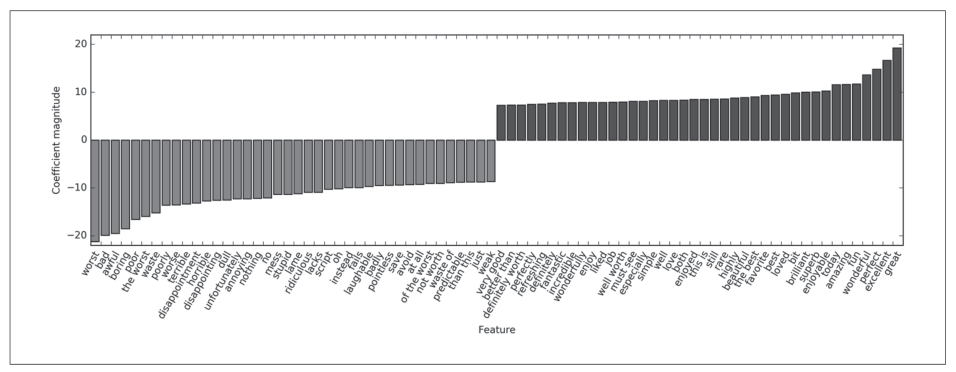 20
10
0
−10
−20
Coefficient magnitude
worst
bad
awful
boring
poor
the worst
waste
poorly
worse
terrible
disappointment
horrible
disappointing
dull
unfortunately
annoying
nothing
no
mess
stupid
lame
ridiculous
lacks
script
oh
instead
fails
laughable
badly
pointless
save
avoid
at all
of the worst
not worth
waste of
predictable
than this
just
weak
very good
better than
definitely worth
perfectly
refreshing
definitely
fantastic
incredible
wonderfully
enjoy
liked
job
well worth
must see
especially
simple
well
love
both
enjoyed
this is
still
rare
highly
beautiful
the best
favorite
best
loved
bit
brilliant
superb
enjoyable
today
amazing
fun
wonderful
perfect
excellent
great
Feature